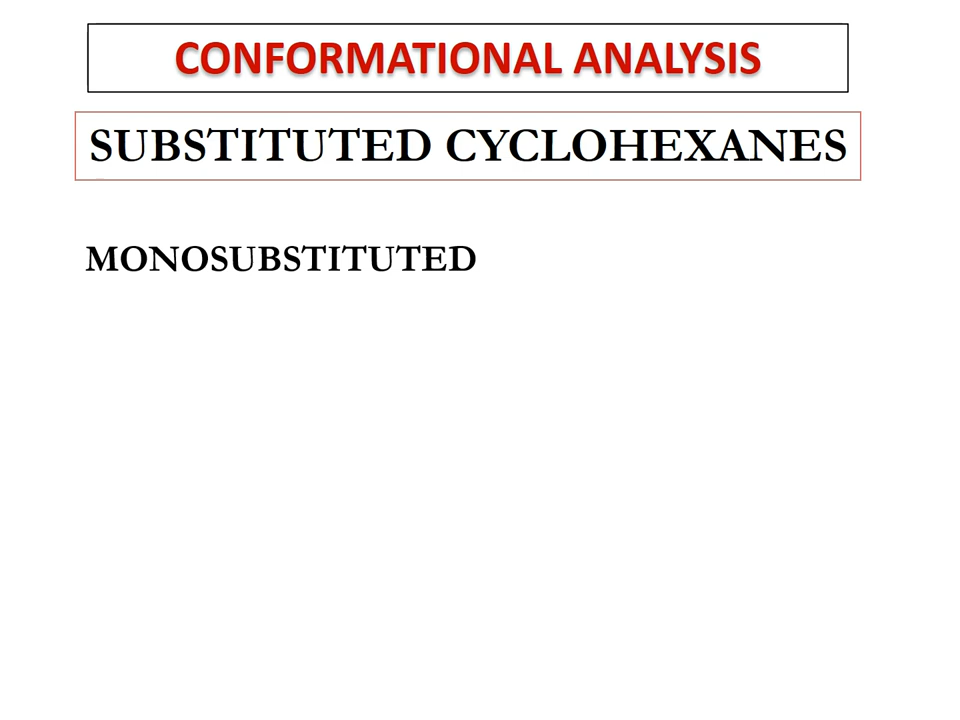 CONFORMATIONAL ANALYSIS
SUBSTITUTED CYCLOHEXANES
MONOSUBSTITUTED